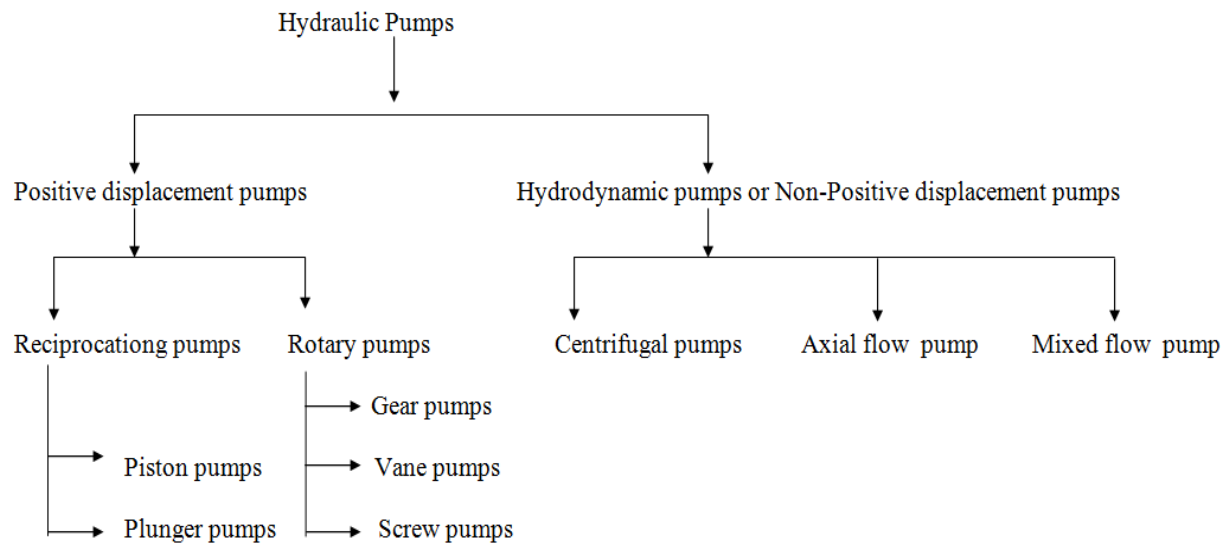 Hydraulic Pumps
Positive displacement pumps
Hydrodynamic pumps or Non-Positive displacement pumps
Reciprocationg pumps
Rotary pumps
Centrifugal pumps
Axial flow pump
Mixed flow pump
Gear pumps
Piston pumps
Vane pumps
Plunger pumps
Screw pumps